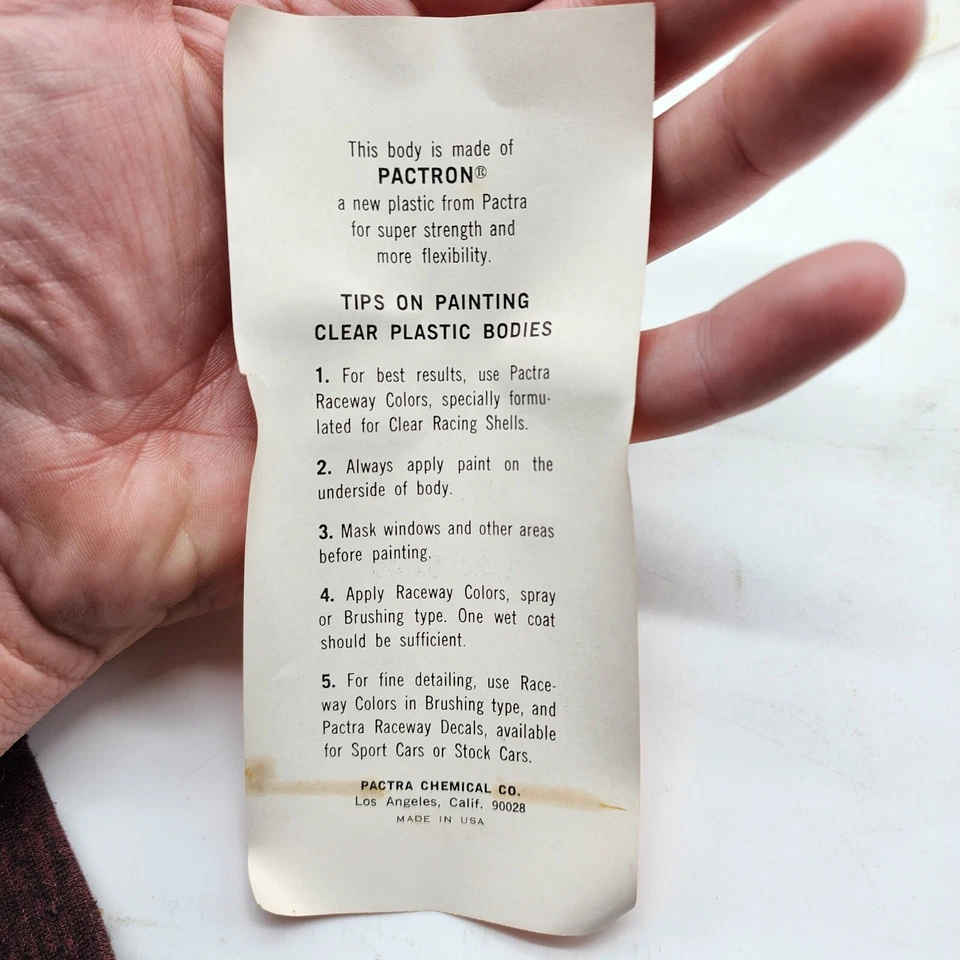 This body is made of
PACTRON®
a new plastic from Pactra
for super strength and
more flexibility.
TIPS ON PAINTING
CLEAR PLASTIC BODIES
1. For best results, use Pactra
Raceway Colors, specially formu-
lated for Clear Racing Shells.
2. Always apply paint on the
underside of body.
3. Mask windows and other areas
before painting.
4. Apply Raceway Colors, spray
or Brushing type. One wet coat
should be sufficient.
5. For fine detailing, use Race-
way Colors in Brushing type, and
Pactra Raceway Decals, available
for Sport Cars or Stock Cars.
PACTRA CHEMICAL CO.
Los Angeles, Calif. 90028
MADE IN USA